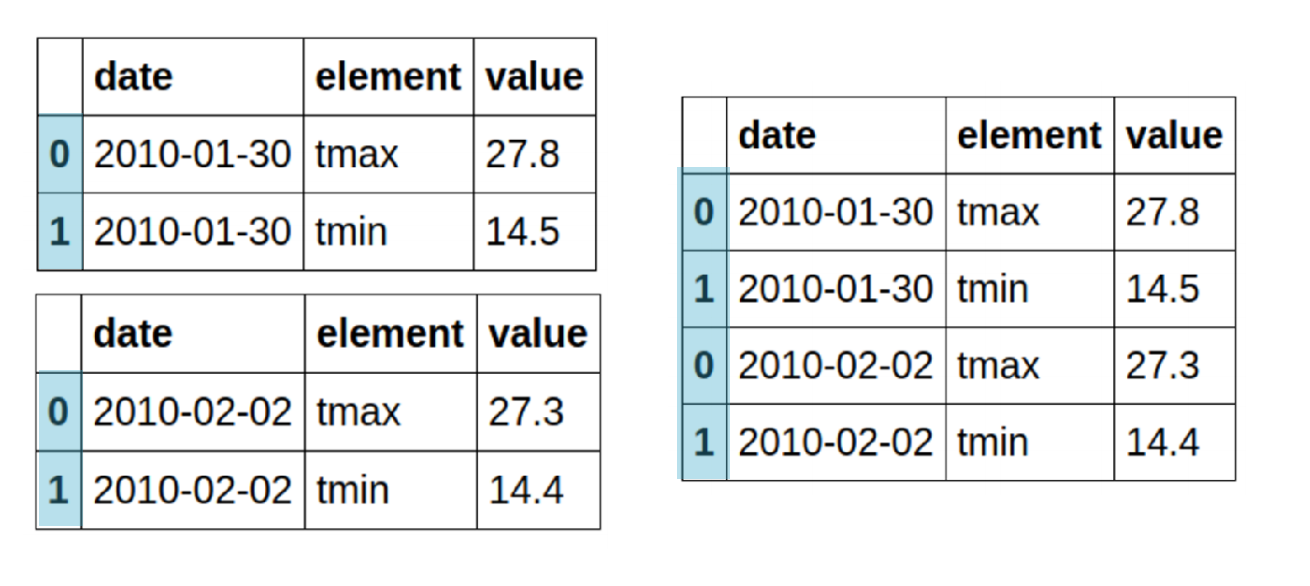 date element value
0 2010-01-30 tmax 27.8
1 2010-01-30 tmin 14.5
date element value
0 2010-02-02 tmax 27.3
1 2010-02-02 tmin 14.4
date element value
0 2010-01-30 tmax 27.8
1 2010-01-30 tmin 14.5
0 2010-02-02 tmax 27.3
1 2010-02-02 tmin 14.4